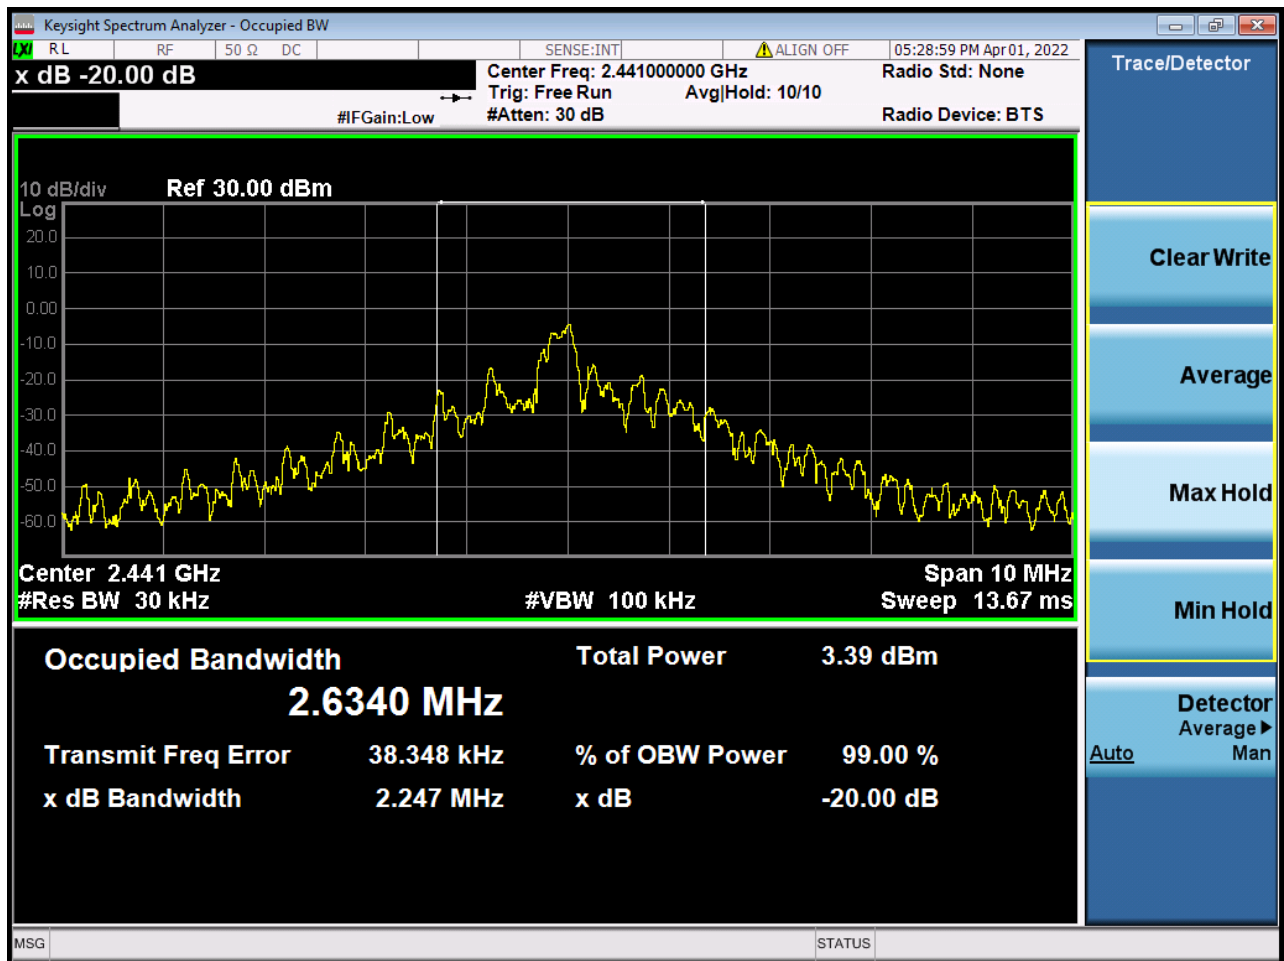 Keysight Spectrum Analyzer - Occupied BW
LXI RL RF 50 Ω DC SENSE:INT ALIGN OFF 05:28:59 PM Apr 01, 2022
x dB -20.00 dB
Center Freq: 2.441000000 GHz Radio Std: None
Trig: Free Run Avg|Hold: 10/10
#IFGain:Low #Atten: 30 dB Radio Device: BTS
10 dB/div Ref 30.00 dBm
Log
20.0
10.0
0.00
-10.0
-20.0
-30.0
-40.0
-50.0
-60.0
Center 2.441 GHz Span 10 MHz
#Res BW 30 kHz #VBW 100 kHz Sweep 13.67 ms
Occupied Bandwidth Total Power 3.39 dBm
2.6340 MHz
Transmit Freq Error 38.348 kHz % of OBW Power 99.00 %
x dB Bandwidth 2.247 MHz x dB -20.00 dB
Trace/Detector
Clear Write
Average
Max Hold
Min Hold
Detector
Average▶
Auto Man
MSG STATUS